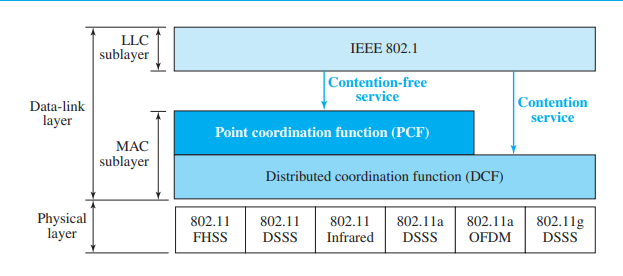 LLC
sublayer
IEEE 802.1
Contention-free
service
Contention
service
Data-link
layer
MAC
sublayer
Point coordination function (PCF)
Distributed coordination function (DCF)
Physical
layer
802.11
FHSS
802.11
DSSS
802.11
Infrared
802.11a
DSSS
802.11a
OFDM
802.11g
DSSS